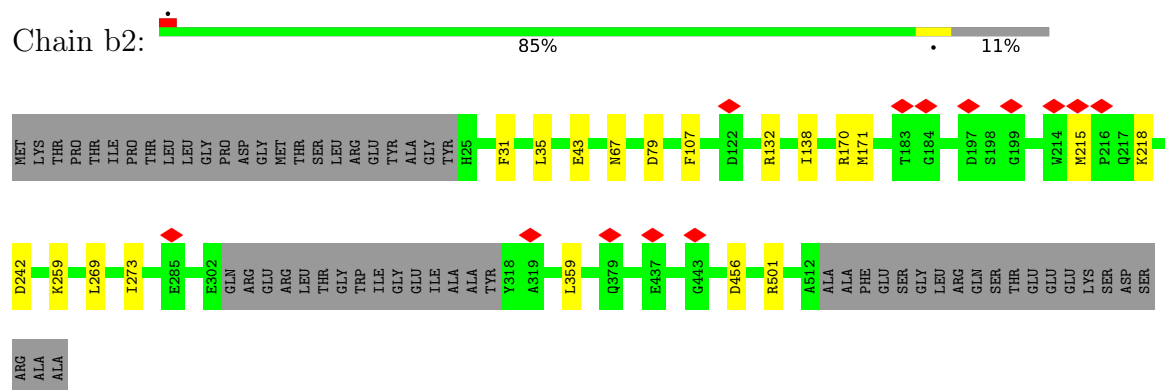 Chain b2:
85%
11%
MET LYS THR PRO THR ILE PRO THR LEU LEU GLY PRO ASP GLY MET THR SER LEU ARG GLU TYR ALA GLY TYR H25 F31 L35 E43 N67 D79 F107 D122 R132 I138 R170 M171 T183 G184 D197 S198 G199 W214 M215 P216 Q217 K218
D242 K259 L269 I273 E285 E302 GLN ARG GLU ARG LEU THR GLY TRP ILE GLY GLU ILE ALA ALA TYR Y318 A319 L359 Q379 E437 G443 D456 R501 A512 ALA ALA PHE GLU SER GLY LEU ARG GLN SER THR GLU GLU GLU LYS SER ASP SER
ARG ALA ALA